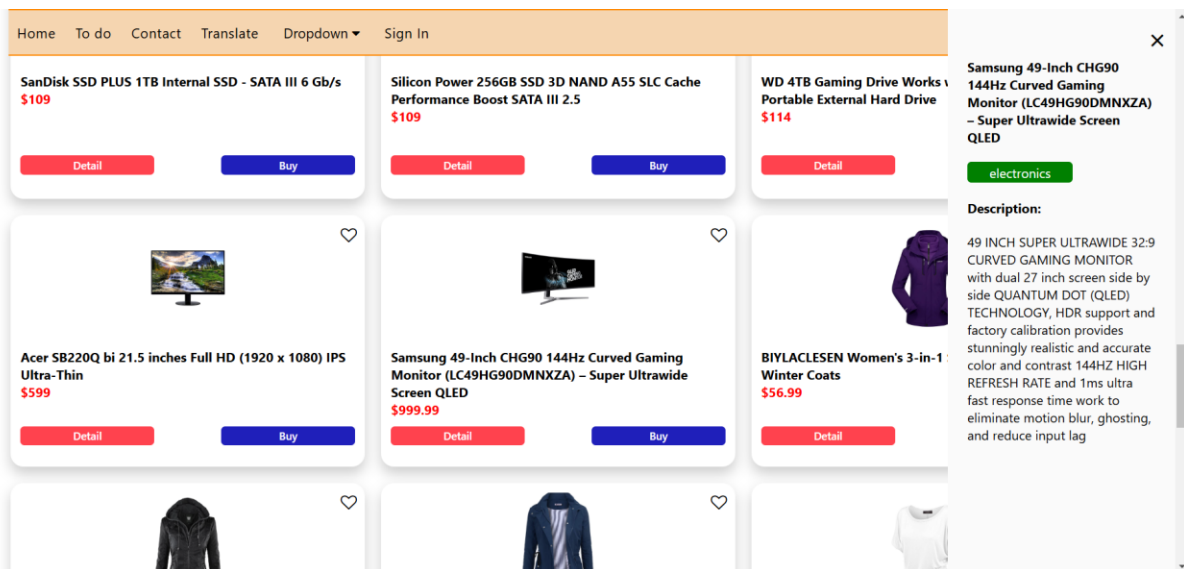 Home To do Contact Translate Dropdown Sign In
SanDisk SSD PLUS 1TB Internal SSD - SATA III 6 Gb/s
$109
Detail Buy
Silicon Power 256GB SSD 3D NAND A55 SLC Cache
Performance Boost SATA III 2.5
$109
Detail Buy
WD 4TB Gaming Drive Works
Portable External Hard Drive
$114
Detail
Acer SB220Q bi 21.5 inches Full HD (1920 x 1080) IPS
Ultra-Thin
$599
Detail Buy
Samsung 49-Inch CHG90 144Hz Curved Gaming
Monitor (LC49HG90DMNXZA) – Super Ultrawide
Screen QLED
$999.99
Detail Buy
BIYLACLESEN Women's 3-in-1
Winter Coats
$56.99
Detail
Samsung 49-Inch CHG90
144Hz Curved Gaming
Monitor (LC49HG90DMNXZA)
– Super Ultrawide Screen
QLED
electronics
Description:
49 INCH SUPER ULTRAWIDE 32:9
CURVED GAMING MONITOR
with dual 27 inch screen side by
side QUANTUM DOT (QLED)
TECHNOLOGY, HDR support and
factory calibration provides
stunningly realistic and accurate
color and contrast 144HZ HIGH
REFRESH RATE and 1ms ultra
fast response time work to
eliminate motion blur, ghosting,
and reduce input lag